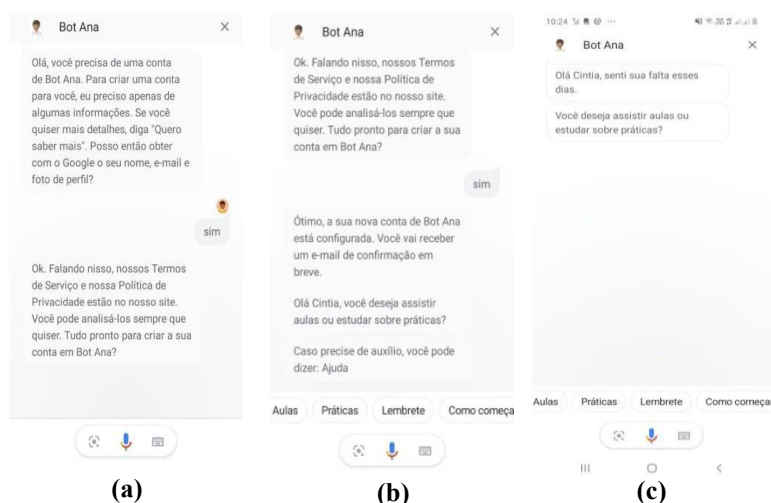 Bot Ana
Olá, você precisa de uma conta
de Bot Ana. Para criar uma conta
para você, eu preciso apenas de
algumas informações. Se você
quiser mais detalhes, diga "Quero
saber mais". Posso então obter
com o Google o seu nome, e-mail e
foto de perfil?
sim
Ok. Falando nisso, nossos Termos
de Serviço e nossa Política de
Privacidade estão no nosso site.
Você pode analisá-los sempre que
quiser. Tudo pronto para criar a sua
conta em Bot Ana?
(a)
Bot Ana
Ok. Falando nisso, nossos Termos
de Serviço e nossa Política de
Privacidade estão no nosso site.
Você pode analisá-los sempre que
quiser. Tudo pronto para criar a sua
conta em Bot Ana?
sim
Ótimo, a sua nova conta de Bot Ana
está configurada. Você vai receber
um e-mail de confirmação em
breve.
Olá Cintia, você deseja assistir
aulas ou estudar sobre práticas?
Caso precise de auxílio, você pode
dizer: Ajuda
Aulas Práticas Lembrete Como começa
(b)
10:24
Bot Ana
Olá Cintia, senti sua falta esses
dias.
Você deseja assistir aulas ou
estudar sobre práticas?
Aulas Práticas Lembrete Como começa
(c)